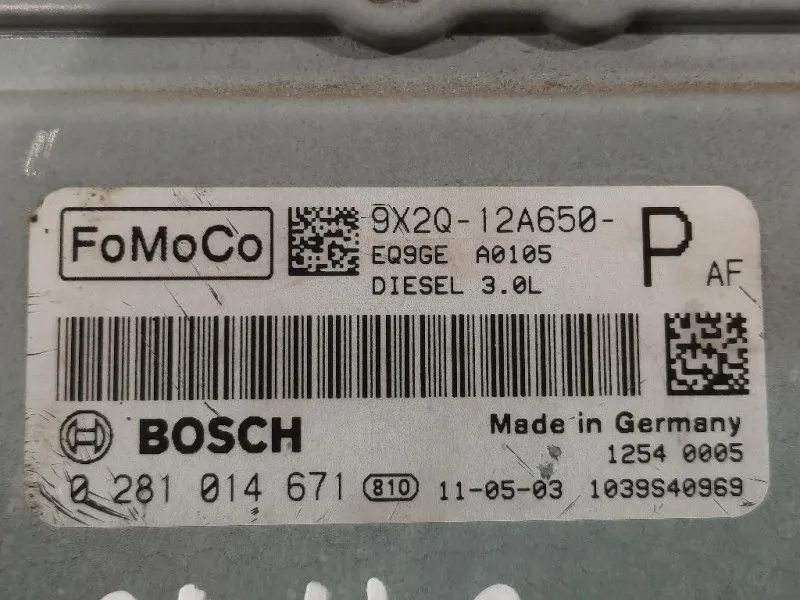 FoMoCo
9X2Q-12A650-
P AF
EQ9GE A0105
DIESEL 3.0L
BOSCH
Made in Germany
1254 0005
0 281 014 671 810 11-05-03 1039S40969